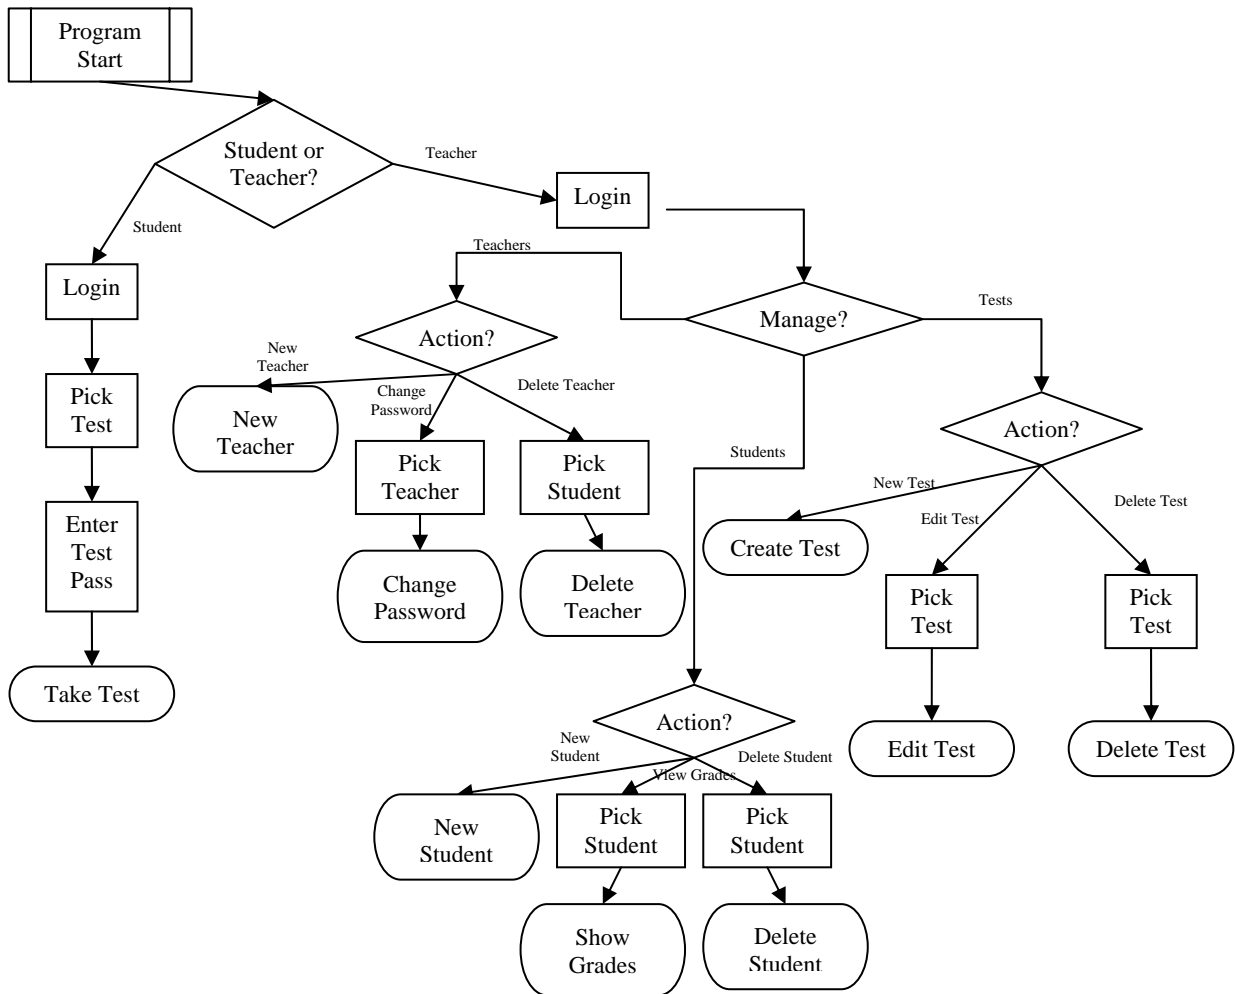 Program
Start
Student or
Teacher?
Teacher
Login
Student
Login
Teachers
Manage?
Tests
Action?
New
Teacher
Change
Password
Delete Teacher
Pick
Test
New
Teacher
Pick
Teacher
Pick
Student
Students
Action?
New Test
Edit Test
Delete Test
Enter
Test
Pass
Change
Password
Delete
Teacher
Create Test
Pick
Test
Pick
Test
Take Test
Action?
Edit Test
Delete Test
New
Student
View Grades
Delete Student
New
Student
Pick
Student
Pick
Student
Show
Grades
Delete
Student